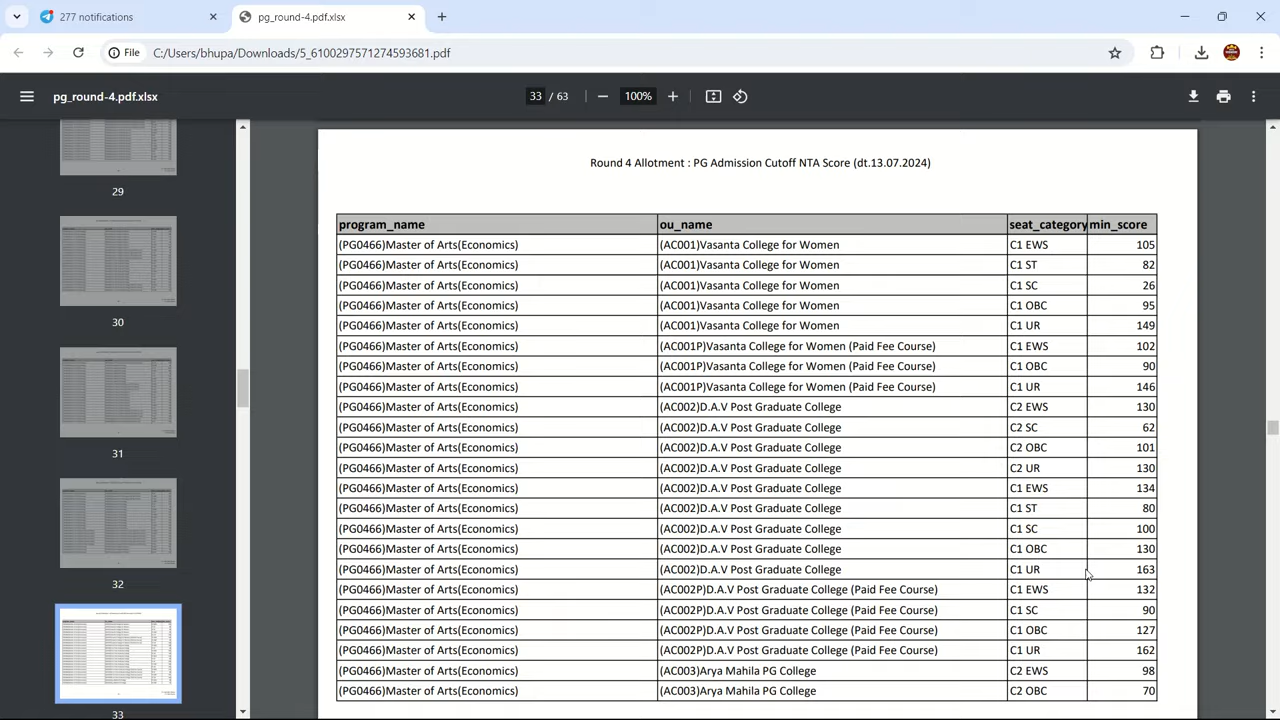 277 notifications
pg_round-4.pdf.xlsx
File
C:/Users/bhupa/Downloads/5_6100297571274593681.pdf
pg_round-4.pdf.xlsx
33 / 63
100%
29
30
31
32
33
Round 4 Allotment : PG Admission Cutoff NTA Score (dt.13.07.2024)
program_name ou_name seat_category min_score
(PG0466)Master of Arts(Economics) (AC001)Vasanta College for Women C1 EWS 105
(PG0466)Master of Arts(Economics) (AC001)Vasanta College for Women C1 ST 82
(PG0466)Master of Arts(Economics) (AC001)Vasanta College for Women C1 SC 26
(PG0466)Master of Arts(Economics) (AC001)Vasanta College for Women C1 OBC 95
(PG0466)Master of Arts(Economics) (AC001)Vasanta College for Women C1 UR 149
(PG0466)Master of Arts(Economics) (AC001P)Vasanta College for Women (Paid Fee Course) C1 EWS 102
(PG0466)Master of Arts(Economics) (AC001P)Vasanta College for Women (Paid Fee Course) C1 OBC 90
(PG0466)Master of Arts(Economics) (AC001P)Vasanta College for Women (Paid Fee Course) C1 UR 146
(PG0466)Master of Arts(Economics) (AC002)D.A.V Post Graduate College C2 EWS 130
(PG0466)Master of Arts(Economics) (AC002)D.A.V Post Graduate College C2 SC 62
(PG0466)Master of Arts(Economics) (AC002)D.A.V Post Graduate College C2 OBC 101
(PG0466)Master of Arts(Economics) (AC002)D.A.V Post Graduate College C2 UR 130
(PG0466)Master of Arts(Economics) (AC002)D.A.V Post Graduate College C1 EWS 134
(PG0466)Master of Arts(Economics) (AC002)D.A.V Post Graduate College C1 ST 80
(PG0466)Master of Arts(Economics) (AC002)D.A.V Post Graduate College C1 SC 100
(PG0466)Master of Arts(Economics) (AC002)D.A.V Post Graduate College C1 OBC 130
(PG0466)Master of Arts(Economics) (AC002)D.A.V Post Graduate College C1 UR 163
(PG0466)Master of Arts(Economics) (AC002P)D.A.V Post Graduate College (Paid Fee Course) C1 EWS 132
(PG0466)Master of Arts(Economics) (AC002P)D.A.V Post Graduate College (Paid Fee Course) C1 SC 90
(PG0466)Master of Arts(Economics) (AC002P)D.A.V Post Graduate College (Paid Fee Course) C1 OBC 127
(PG0466)Master of Arts(Economics) (AC002P)D.A.V Post Graduate College (Paid Fee Course) C1 UR 162
(PG0466)Master of Arts(Economics) (AC003)Arya Mahila PG College C2 EWS 98
(PG0466)Master of Arts(Economics) (AC003)Arya Mahila PG College C2 OBC 70